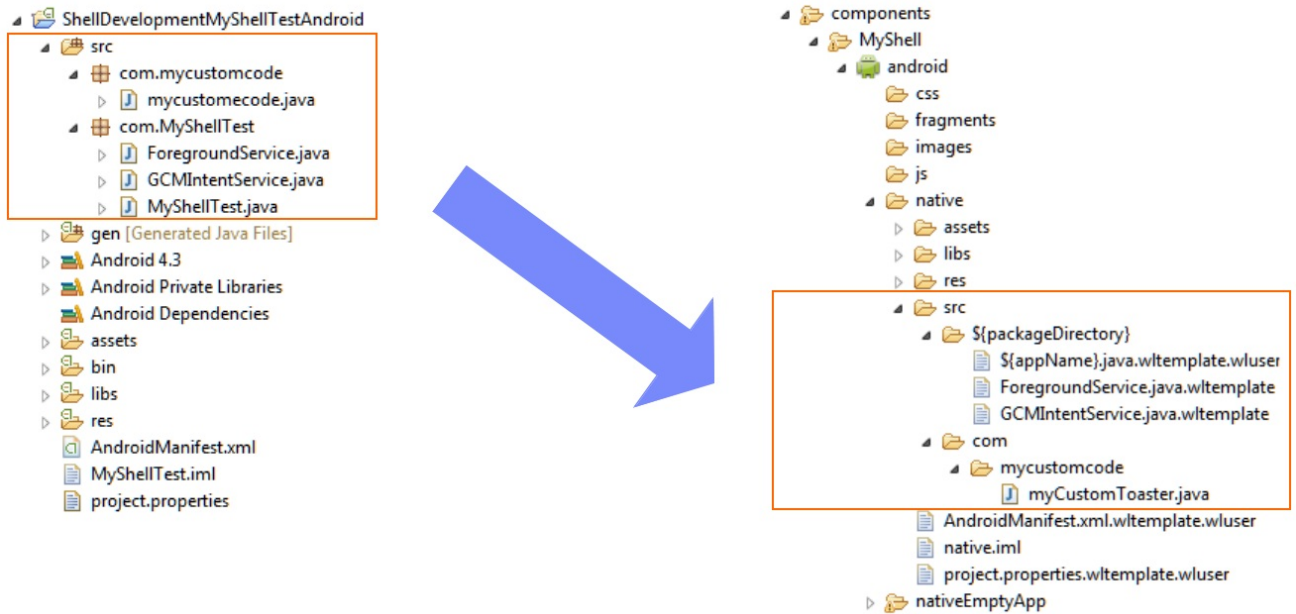 ShellDevelopmentMyShellTestAndroid
src
com.mycustomcode
mycustomecode.java
com.MyShellTest
ForegroundService.java
GCMIntentService.java
MyShellTest.java
gen [Generated Java Files]
Android 4.3
Android Private Libraries
Android Dependencies
assets
bin
libs
res
AndroidManifest.xml
MyShellTest.iml
project.properties
components
MyShell
android
css
fragments
images
js
native
assets
libs
res
src
${packageDirectory}
${appName}.java.wltemplate.wluser
ForegroundService.java.wltemplate
GCMIntentService.java.wltemplate
com
mycustomcode
myCustomToaster.java
AndroidManifest.xml.wltemplate.wluser
native.iml
project.properties.wltemplate.wluser
nativeEmptyApp